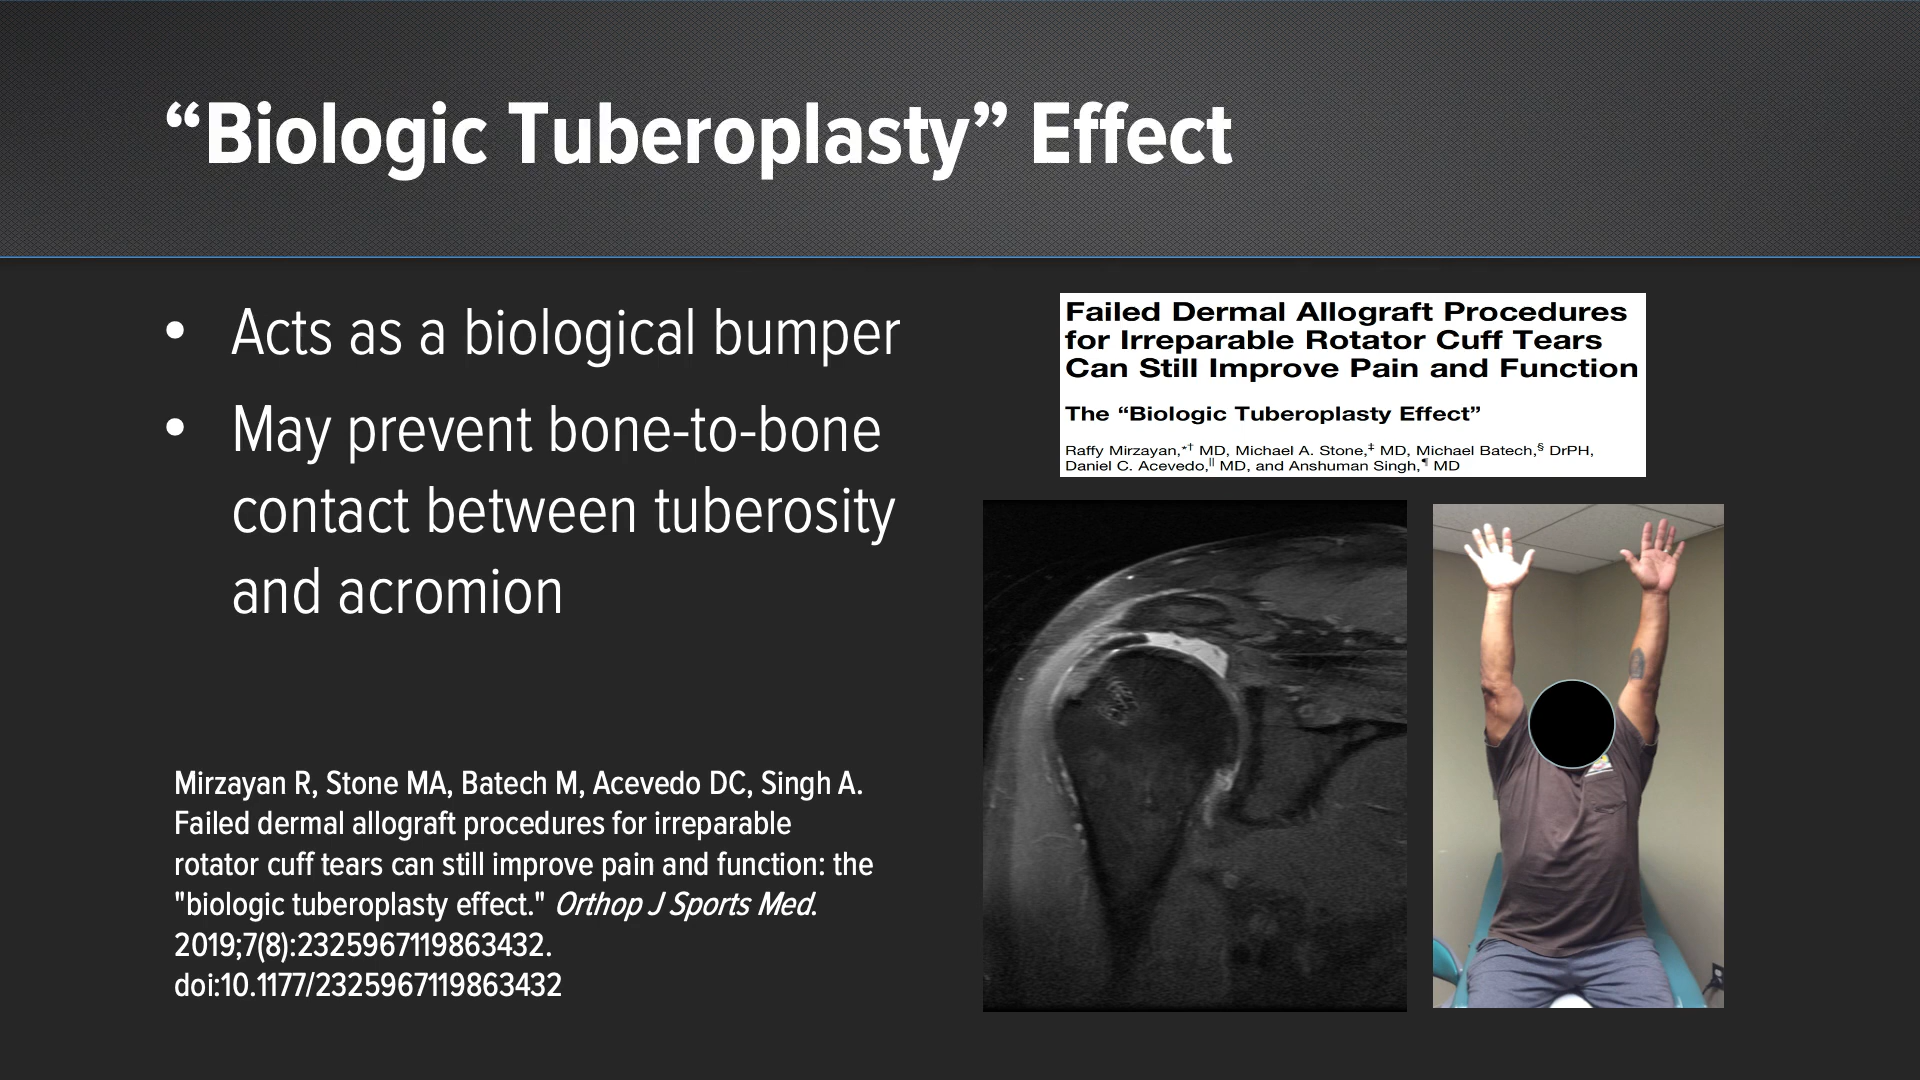 “Biologic Tuberoplasty” Effect
• Acts as a biological bumper
• May prevent bone-to-bone
contact between tuberosity
and acromion
Mirzayan R, Stone MA, Batech M, Acevedo DC, Singh A.
Failed dermal allograft procedures for irreparable
rotator cuff tears can still improve pain and function: the
"biologic tuberoplasty effect." Orthop J Sports Med.
2019;7(8):2325967119863432.
doi:10.1177/2325967119863432
Failed Dermal Allograft Procedures
for Irreparable Rotator Cuff Tears
Can Still Improve Pain and Function
The “Biologic Tuberoplasty Effect”
Raffy Mirzayan,*† MD, Michael A. Stone,‡ MD, Michael Batech,§ DrPH,
Daniel C. Acevedo,|| MD, and Anshuman Singh,¶ MD